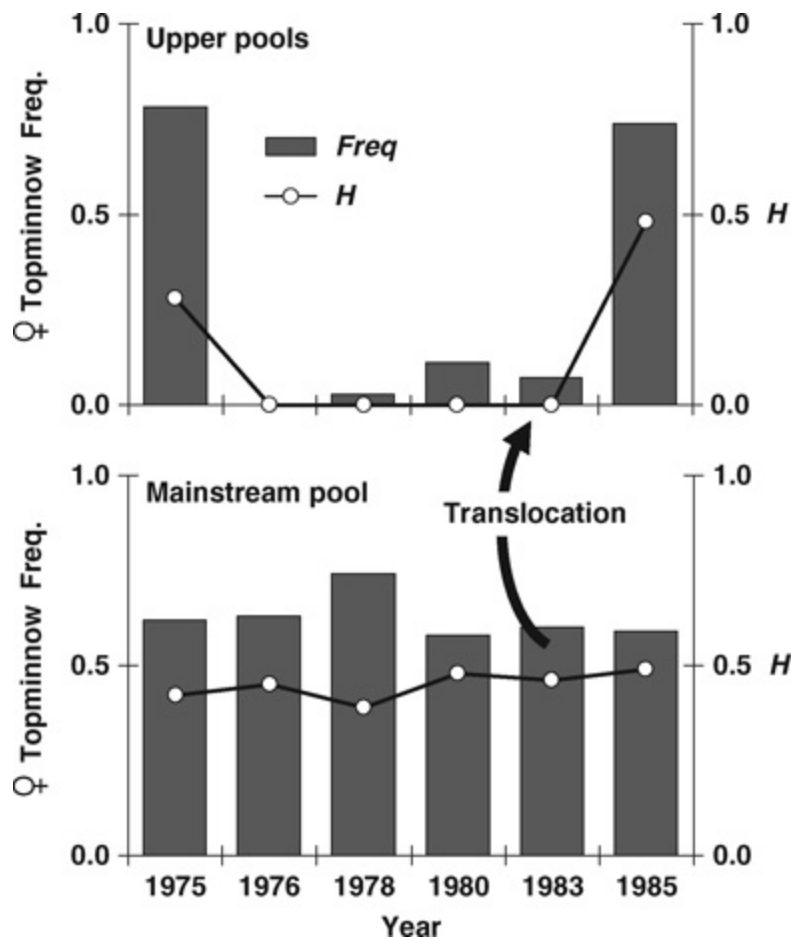 Upper pools
Freq
H
1.0
0.5
0.0
♀ Topminnow Freq.
1.0
0.5
0.0
H
Mainstream pool
Translocation
1.0
0.5
0.0
♀ Topminnow Freq.
1.0
0.5
0.0
H
1975 1976 1978 1980 1983 1985
Year